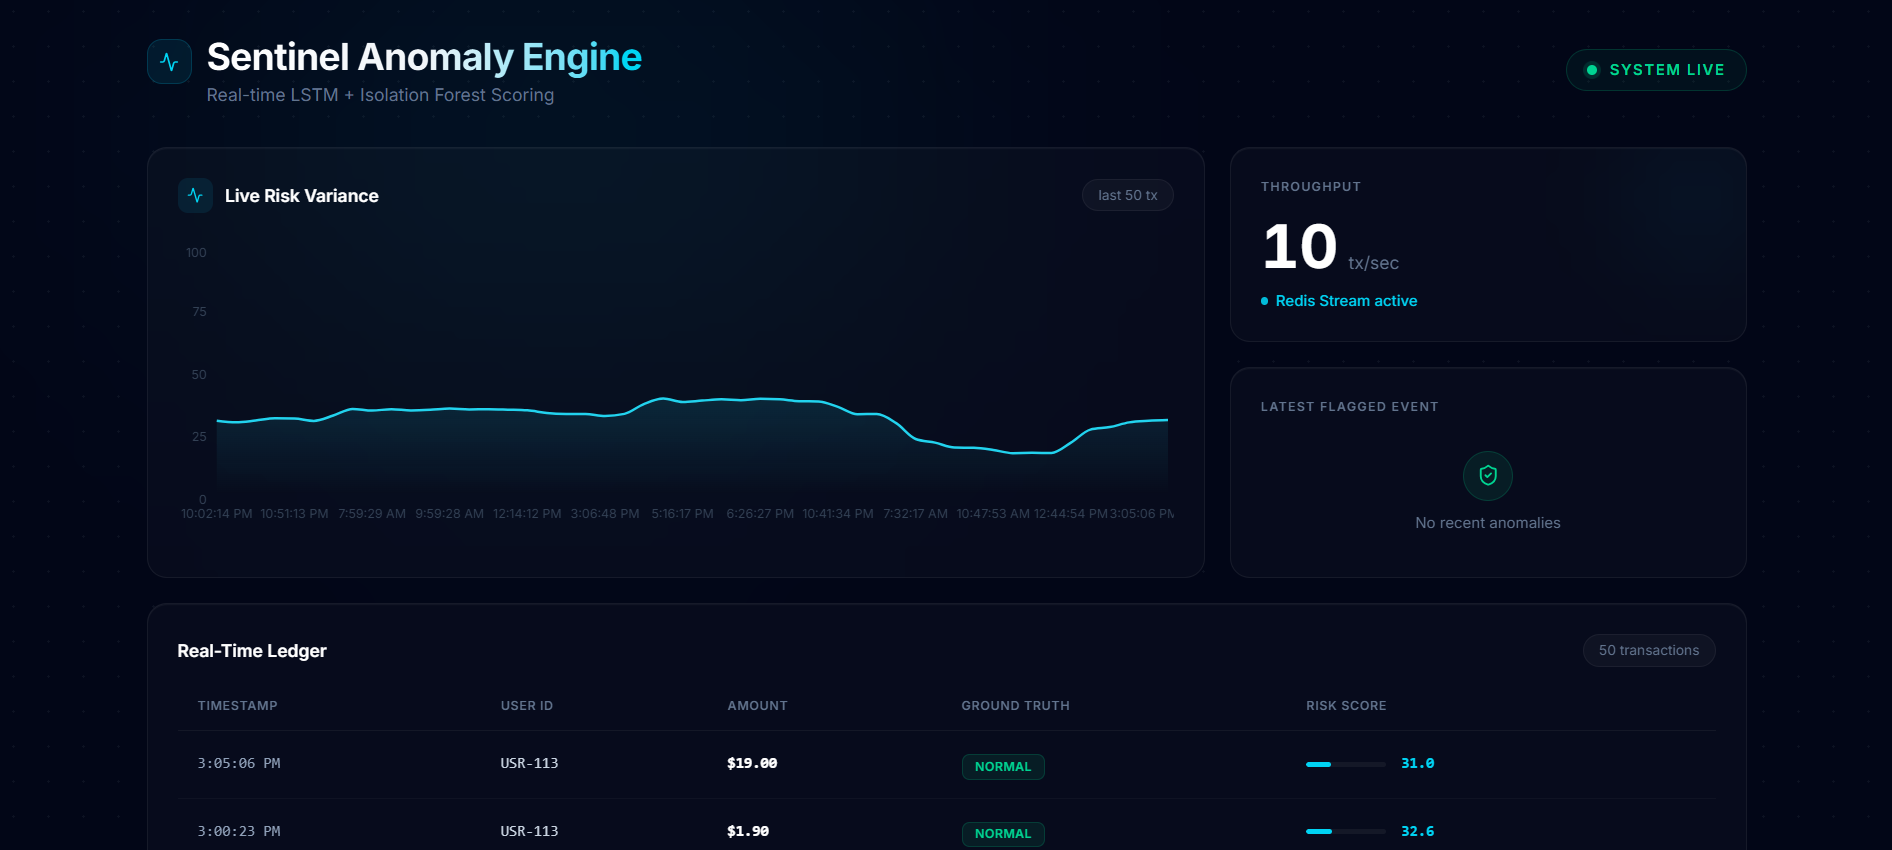 Sentinel Anomaly Engine
Real-time LSTM + Isolation Forest Scoring
SYSTEM LIVE
Live Risk Variance
last 50 tx
100
75
50
25
0
10:02:14 PM 10:51:13 PM 7:59:29 AM 9:59:28 AM 12:14:12 PM 3:06:48 PM 5:16:17 PM 6:26:27 PM 10:41:34 PM 7:32:17 AM 10:47:53 AM 12:44:54 PM 3:05:06 PM
THROUGHPUT
10 tx/sec
Redis Stream active
LATEST FLAGGED EVENT
No recent anomalies
Real-Time Ledger
50 transactions
TIMESTAMP USER ID AMOUNT GROUND TRUTH RISK SCORE
3:05:06 PM USR-113 $19.00 NORMAL 31.0
3:00:23 PM USR-113 $1.90 NORMAL 32.6